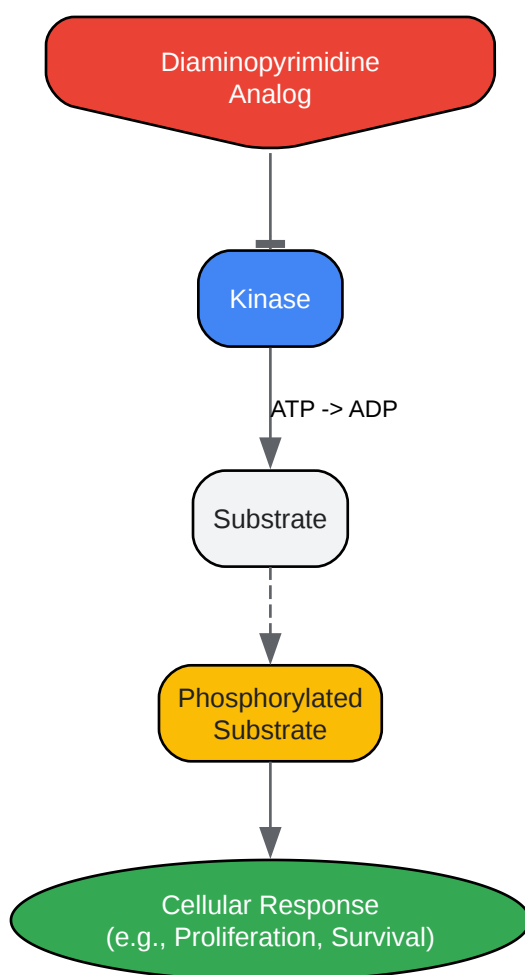 Diaminopyrimidine
Analog
Kinase
ATP -> ADP
Substrate
Phosphorylated
Substrate
Cellular Response
(e.g., Proliferation, Survival)